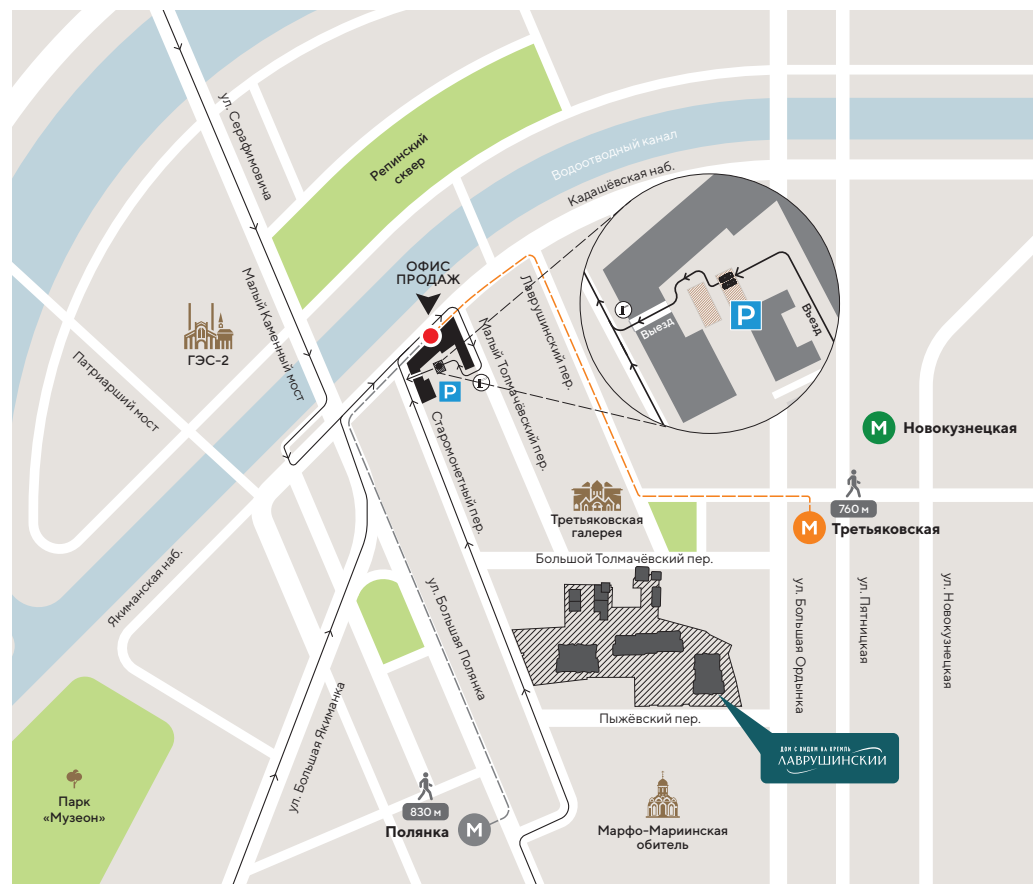 ул. Серафимовича
Репинский
сквер
Водоотводный канал
Кадашёвская наб.
ОФИС
ПРОДАЖ
Малый Каменный мост
ГЭС-2
Патриарший мост
Лаврушинский пер.
Малый Толмачёвский пер.
P
Старомонетный пер.
Выезд
P
Въезд
М
Новокузнецкая
760 м
М
Третьяковская
Третьяковская
галерея
Большой Толмачёвский пер.
Якиманская наб.
ул. Большая Полянка
ул. Большая Ордынка
ул. Пятницкая
ул. Новокузнецкая
Пыжёвский пер.
ул. Большая Якиманка
ДОМ С ВИДОМ НА КРЕМЛЬ
ЛАВРУШИНСКИЙ
Парк
«Музеон»
830 м
Полянка
М
Марфо-Мариинская
обитель